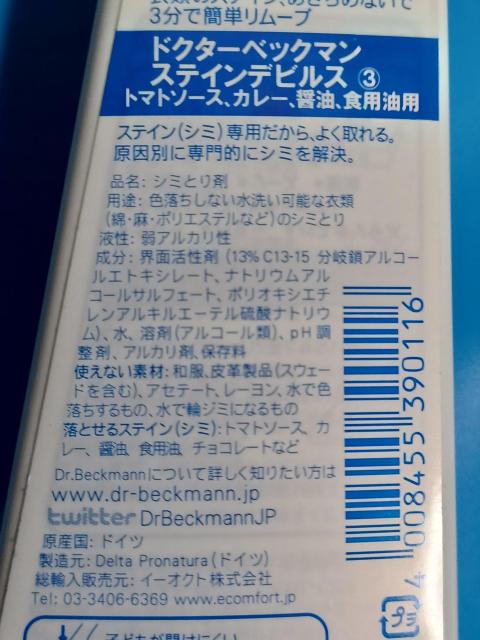 3分で簡単リムーブ
ドクターベックマン
ステインデビルス ③
トマトソース、カレー、醤油、食用油用
ステイン(シミ)専用だから、よく取れる。
原因別に専門的にシミを解決。
品名: シミとり剤
用途: 色落ちしない水洗い可能な衣類
(綿・麻・ポリエステルなど)のシミとり
液性: 弱アルカリ性
成分: 界面活性剤 (13% C13-15 分岐鎖アルコー
ルエトキシレート、ナトリウムアル
コールサルフェート、ポリオキシエチ
レンアルキルエーテル硫酸ナトリウ
ム)、水、溶剤(アルコール類)、pH調
整剤、アルカリ剤、保存料
使えない素材: 和服、皮革製品(スウェー
ドを含む)、アセテート、レーヨン、水で色
落ちするもの、水で輪ジミになるもの
落とせるステイン(シミ): トマトソース、カ
レー、醤油 食用油 チョコレートなど
Dr.Beckmannについて詳しく知りたい方は
www.dr-beckmann.jp
twitter DrBeckmannJP
原産国: ドイツ
製造元: Delta Pronatura (ドイツ)
総輸入販売元: イーオクト株式会社
Tel: 03-3406-6369 www.ecomfort.jp
4 008455 390116
プラ